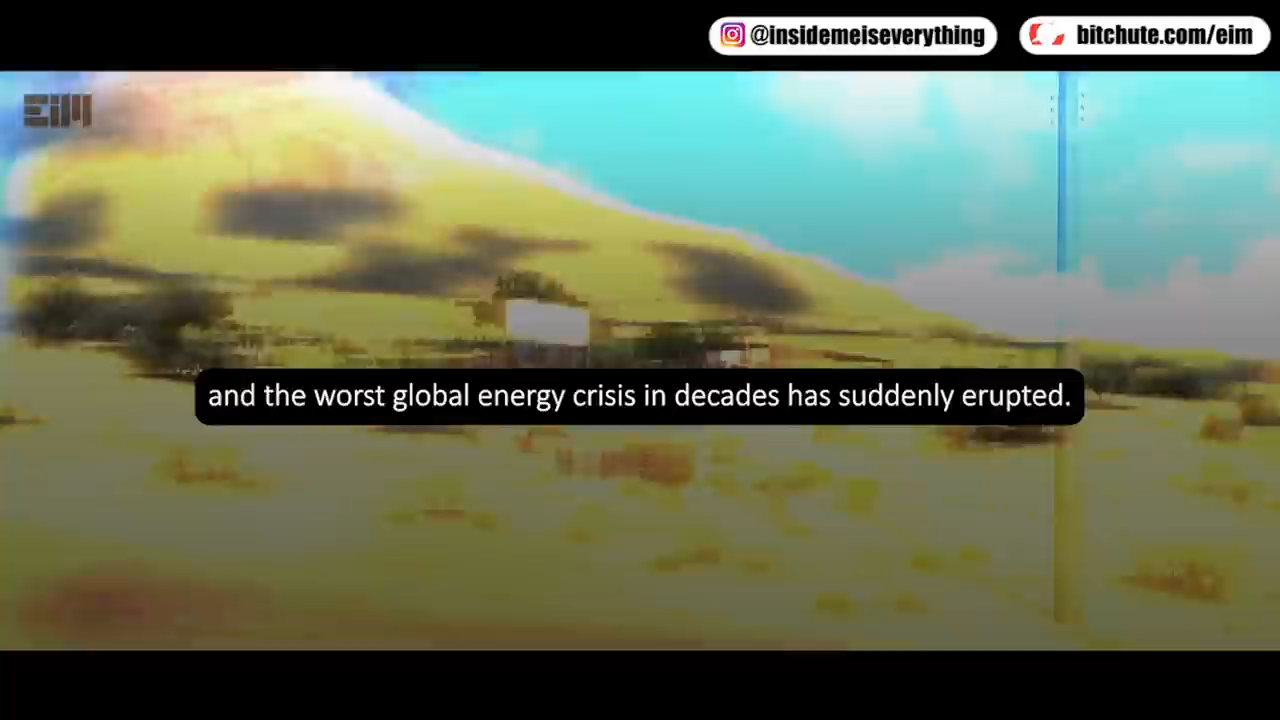 @insidemeiseverything
bitchute.com/eim
EiM
and the worst global energy crisis in decades has suddenly erupted.